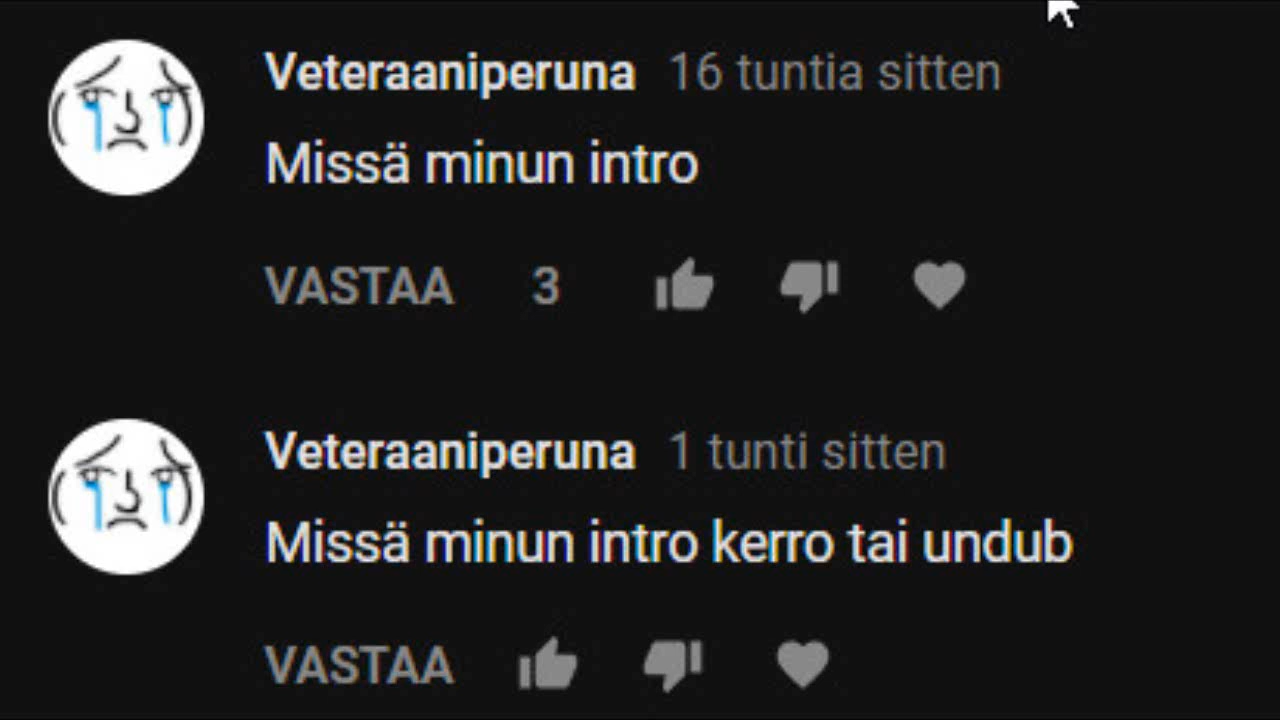 Veteraaniperuna 16 tuntia sitten
Missä minun intro
VASTAA 3
Veteraaniperuna 1 tunti sitten
Missä minun intro kerro tai undub
VASTAA